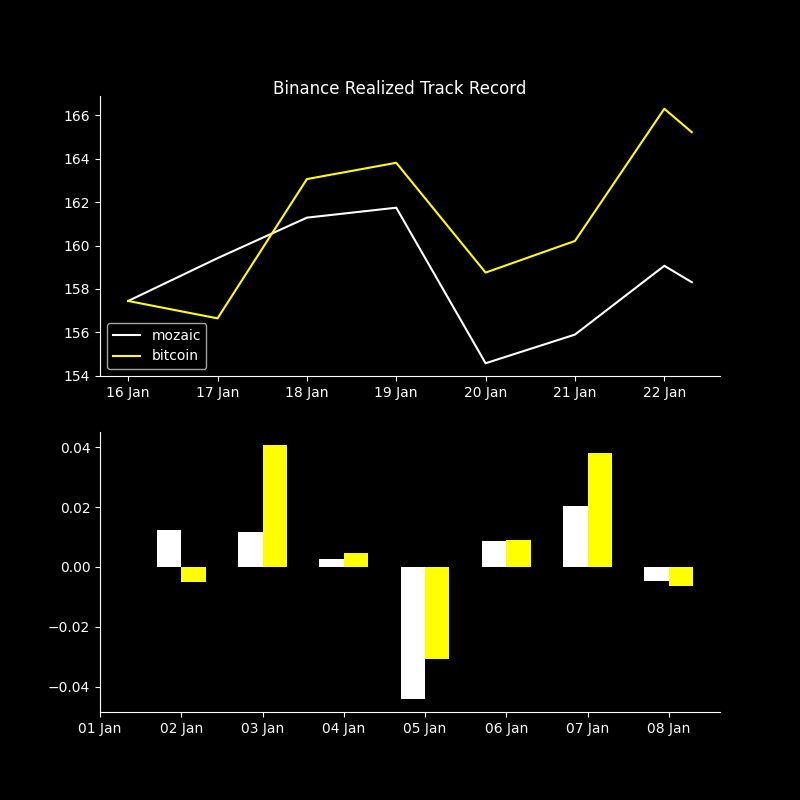 Binance Realized Track Record
166
164
162
160
158
156
154
mozaic
bitcoin
16 Jan 17 Jan 18 Jan 19 Jan 20 Jan 21 Jan 22 Jan
0.04
0.02
0.00
−0.02
−0.04
01 Jan 02 Jan 03 Jan 04 Jan 05 Jan 06 Jan 07 Jan 08 Jan